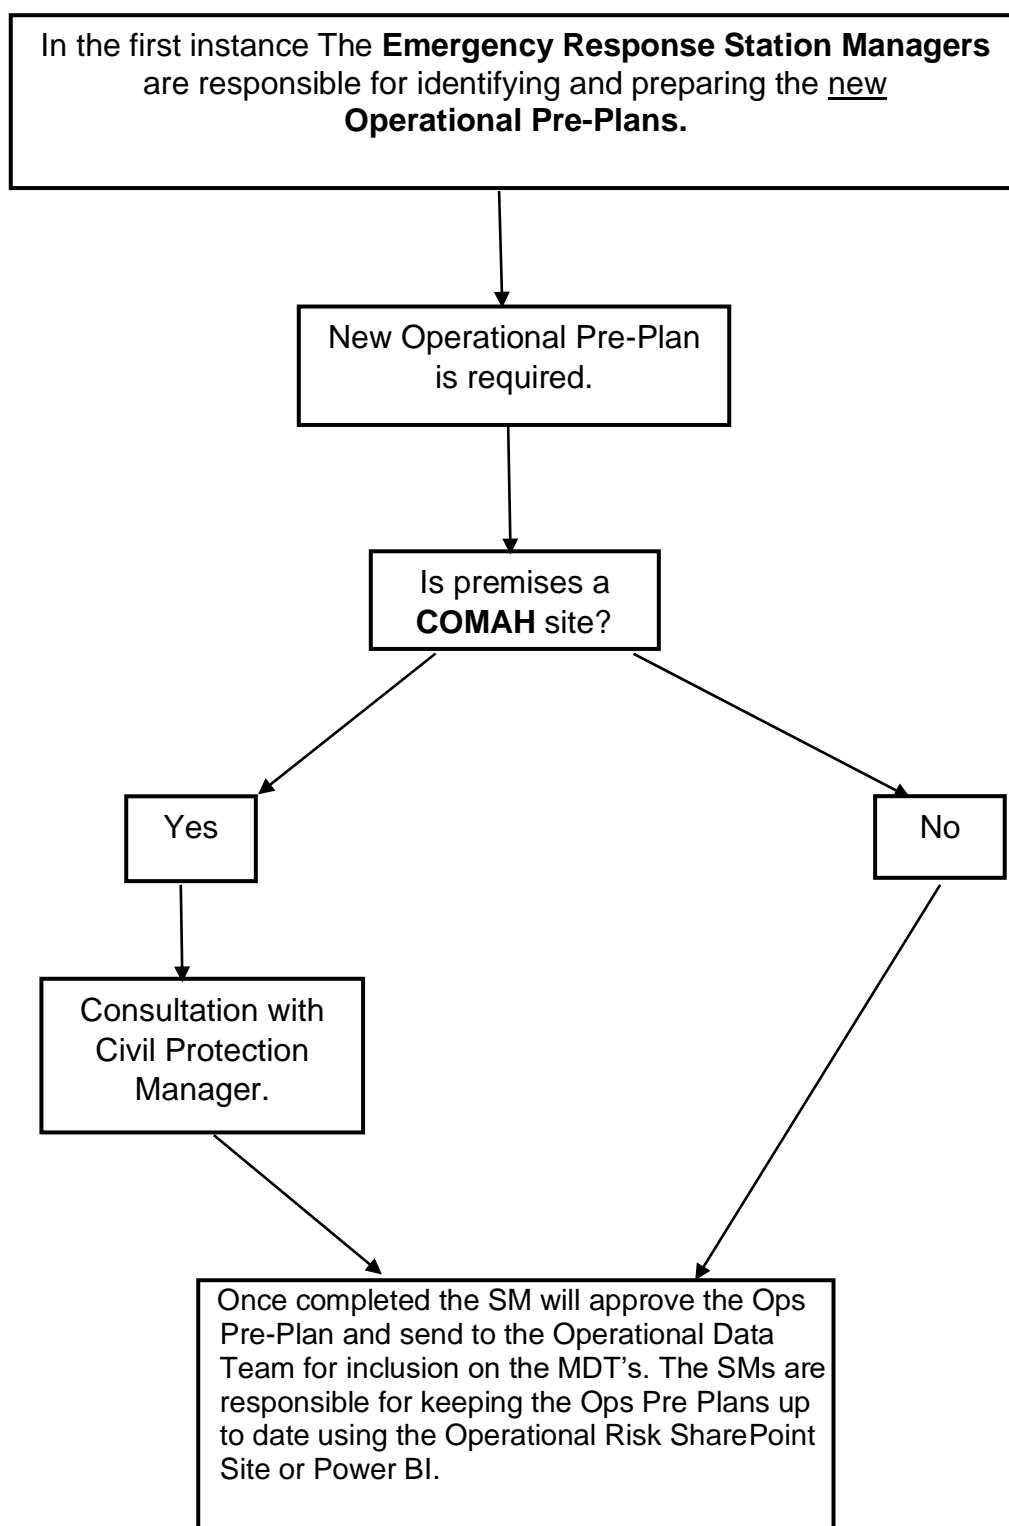 In the first instance The Emergency Response Station Managers
are responsible for identifying and preparing the new
Operational Pre-Plans.
New Operational Pre-Plan
is required.
Is premises a
COMAH site?
Yes
No
Consultation with
Civil Protection
Manager.
Once completed the SM will approve the Ops
Pre-Plan and send to the Operational Data
Team for inclusion on the MDT's. The SMs are
responsible for keeping the Ops Pre Plans up
to date using the Operational Risk SharePoint
Site or Power BI.